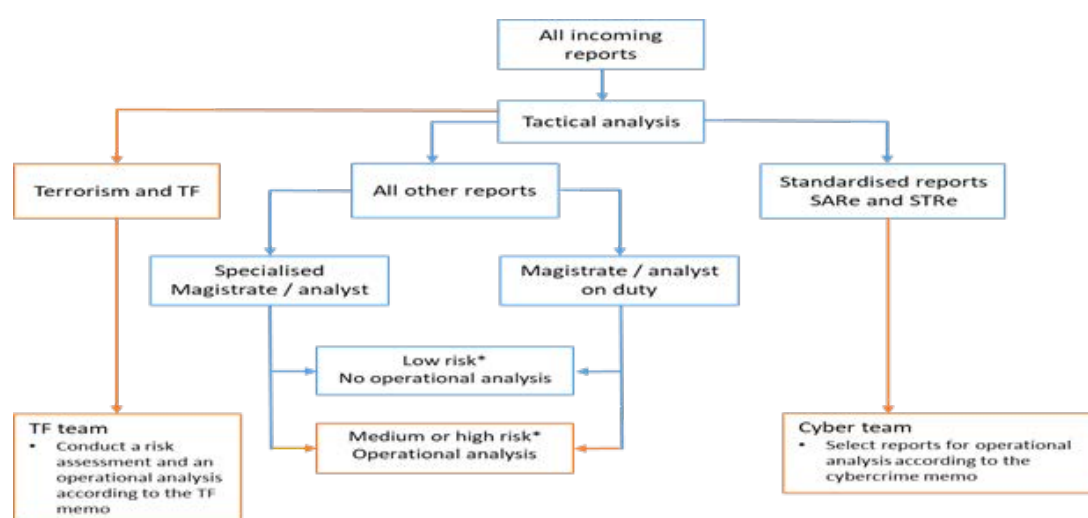 All incoming
reports
Tactical analysis
Terrorism and TF
All other reports
Standardised reports
SARe and STRe
Specialised
Magistrate / analyst
Magistrate / analyst
on duty
Low risk*
No operational analysis
Medium or high risk*
Operational analysis
TF team
• Conduct a risk
assessment and an
operational analysis
according to the TF
memo
Cyber team
• Select reports for operational
analysis according to the
cybercrime memo